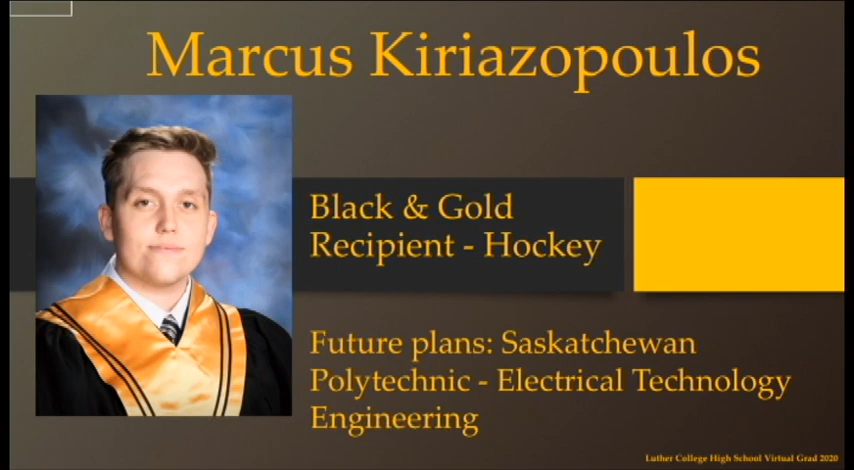 Marcus Kiriazopoulos
Black & Gold
Recipient - Hockey
Future plans: Saskatchewan
Polytechnic - Electrical Technology
Engineering
Luther College High School Virtual Grad 2020